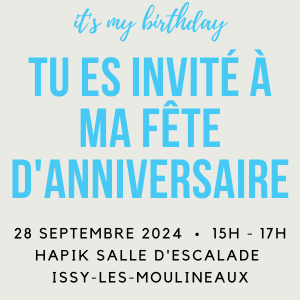 it's my birthday
TU ES INVITÉ À
MA FÊTE
D'ANNIVERSAIRE
28 SEPTEMBRE 2024 • 15H - 17H
HAPIK SALLE D'ESCALADE
ISSY-LES-MOULINEAUX